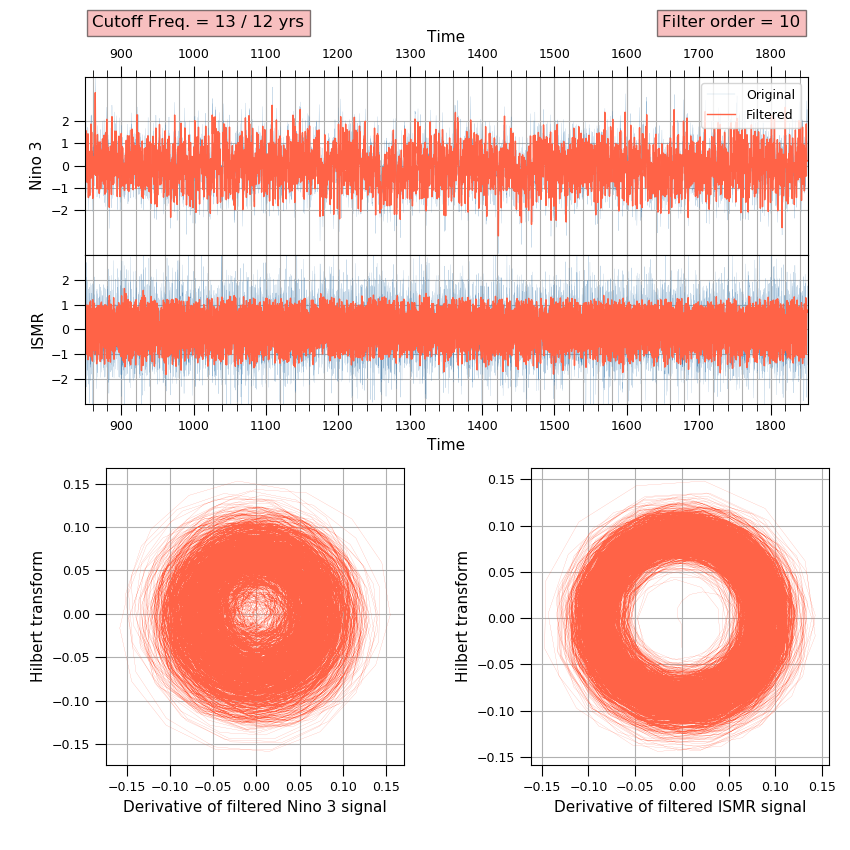 Cutoff Freq. = 13 / 12 yrs
Filter order = 10
Time
900 1000 1100 1200 1300 1400 1500 1600 1700 1800
Original
Filtered
Nino 3
2
1
0
−1
−2
ISMR
2
1
0
−1
−2
900 1000 1100 1200 1300 1400 1500 1600 1700 1800
Time
Hilbert transform
0.15
0.10
0.05
0.00
−0.05
−0.10
−0.15
−0.15 −0.10 −0.05 0.00 0.05 0.10 0.15
Derivative of filtered Nino 3 signal
Hilbert transform
0.15
0.10
0.05
0.00
−0.05
−0.10
−0.15
−0.15 −0.10 −0.05 0.00 0.05 0.10 0.15
Derivative of filtered ISMR signal